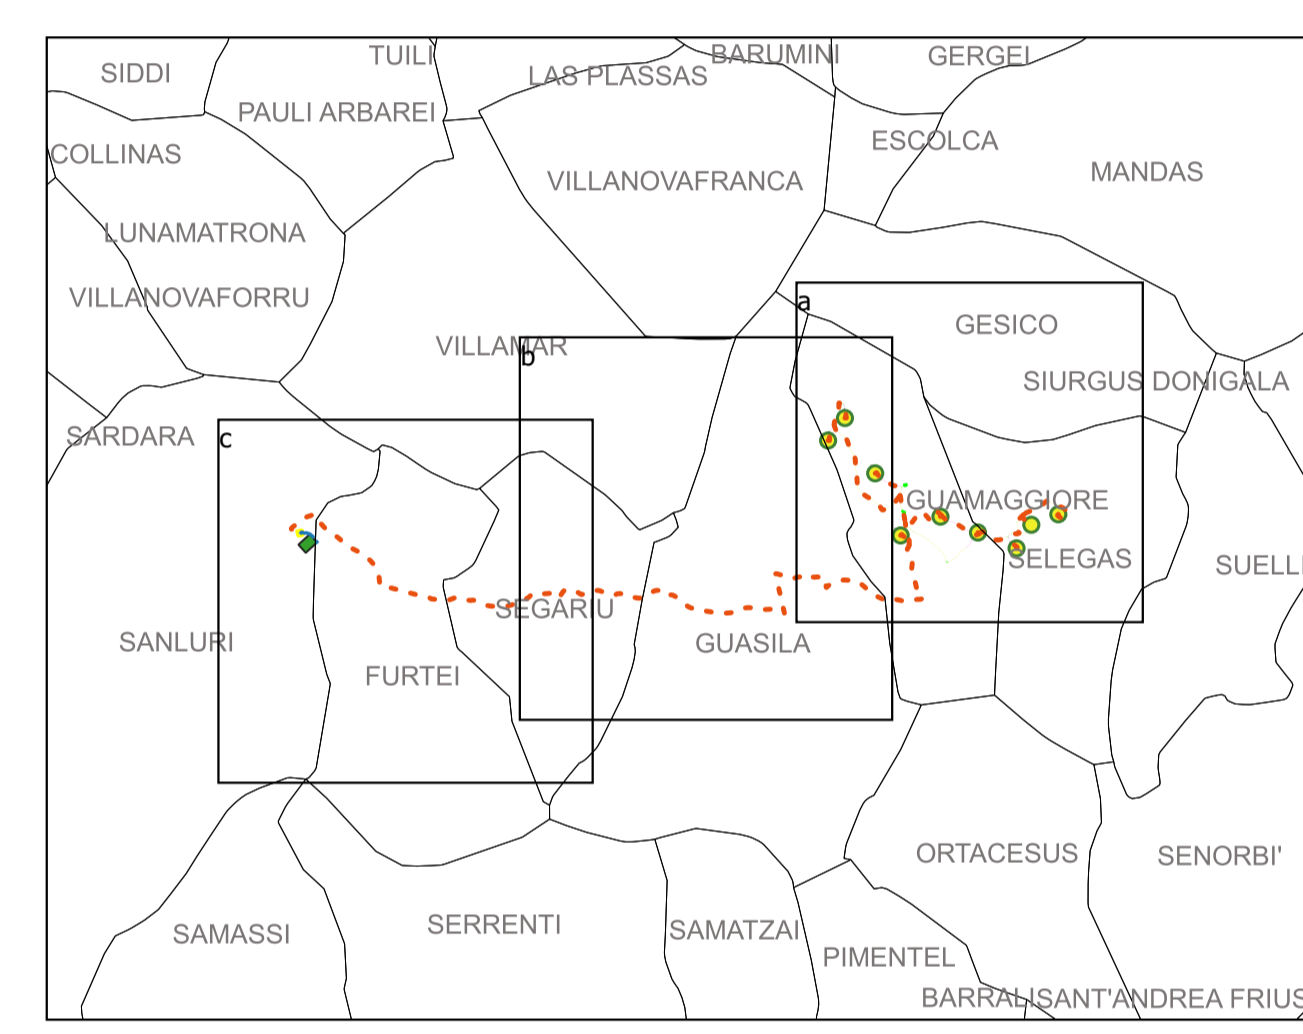 TUILI
BARUMINI
GERGEI
SIDDI
LAS PLASSAS
PAULI ARBAREI
ESCOLCA
COLLINAS
MANDAS
VILLANOVAFRANCA
LUNAMATRONA
VILLANOVAFORRU
a
GESICO
VILLAMAR
b
SIURGUS DONIGALA
SARDARA
c
GUAMAGGIORE
SELEGAS
SUELLI
SEGARIU
SANLURI
GUASILA
FURTEI
ORTACESUS
SENORBI'
SERRENTI
SAMASSI
SAMATZAI
PIMENTEL
BARRALI
SANT'ANDREA FRIUS